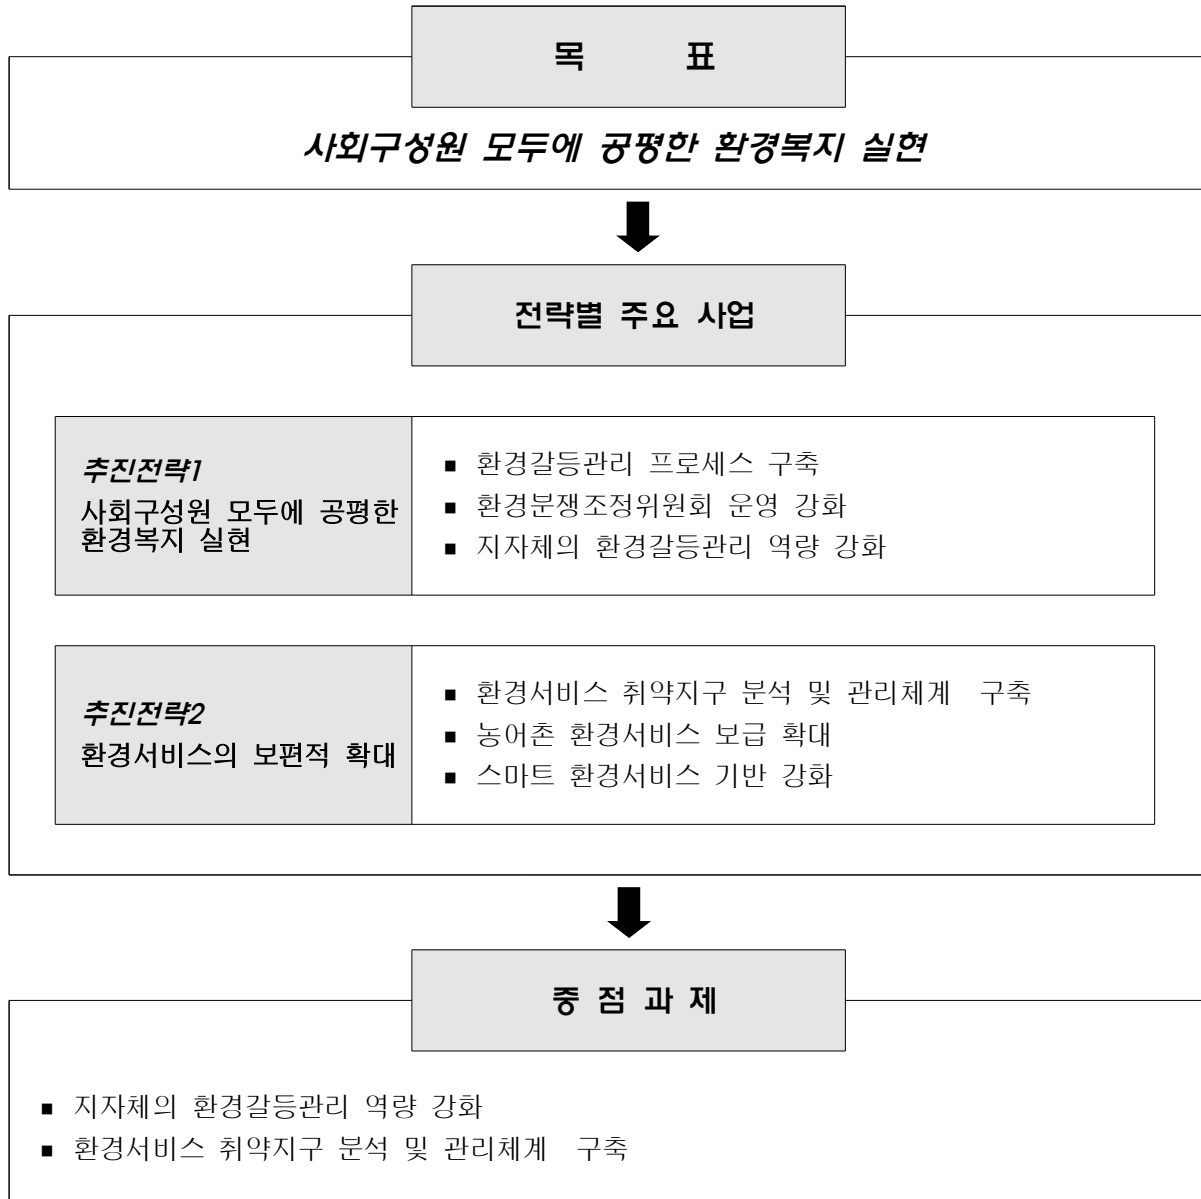 목 표
사회구성원 모두에 공평한 환경복지 실현
전략별 주요 사업
추진전략1
사회구성원 모두에 공평한
환경복지 실현
■ 환경갈등관리 프로세스 구축
■ 환경분쟁조정위원회 운영 강화
■ 지자체의 환경갈등관리 역량 강화
추진전략2
환경서비스의 보편적 확대
■ 환경서비스 취약지구 분석 및 관리체계 구축
■ 농어촌 환경서비스 보급 확대
■ 스마트 환경서비스 기반 강화
중 점 과 제
■ 지자체의 환경갈등관리 역량 강화
■ 환경서비스 취약지구 분석 및 관리체계 구축